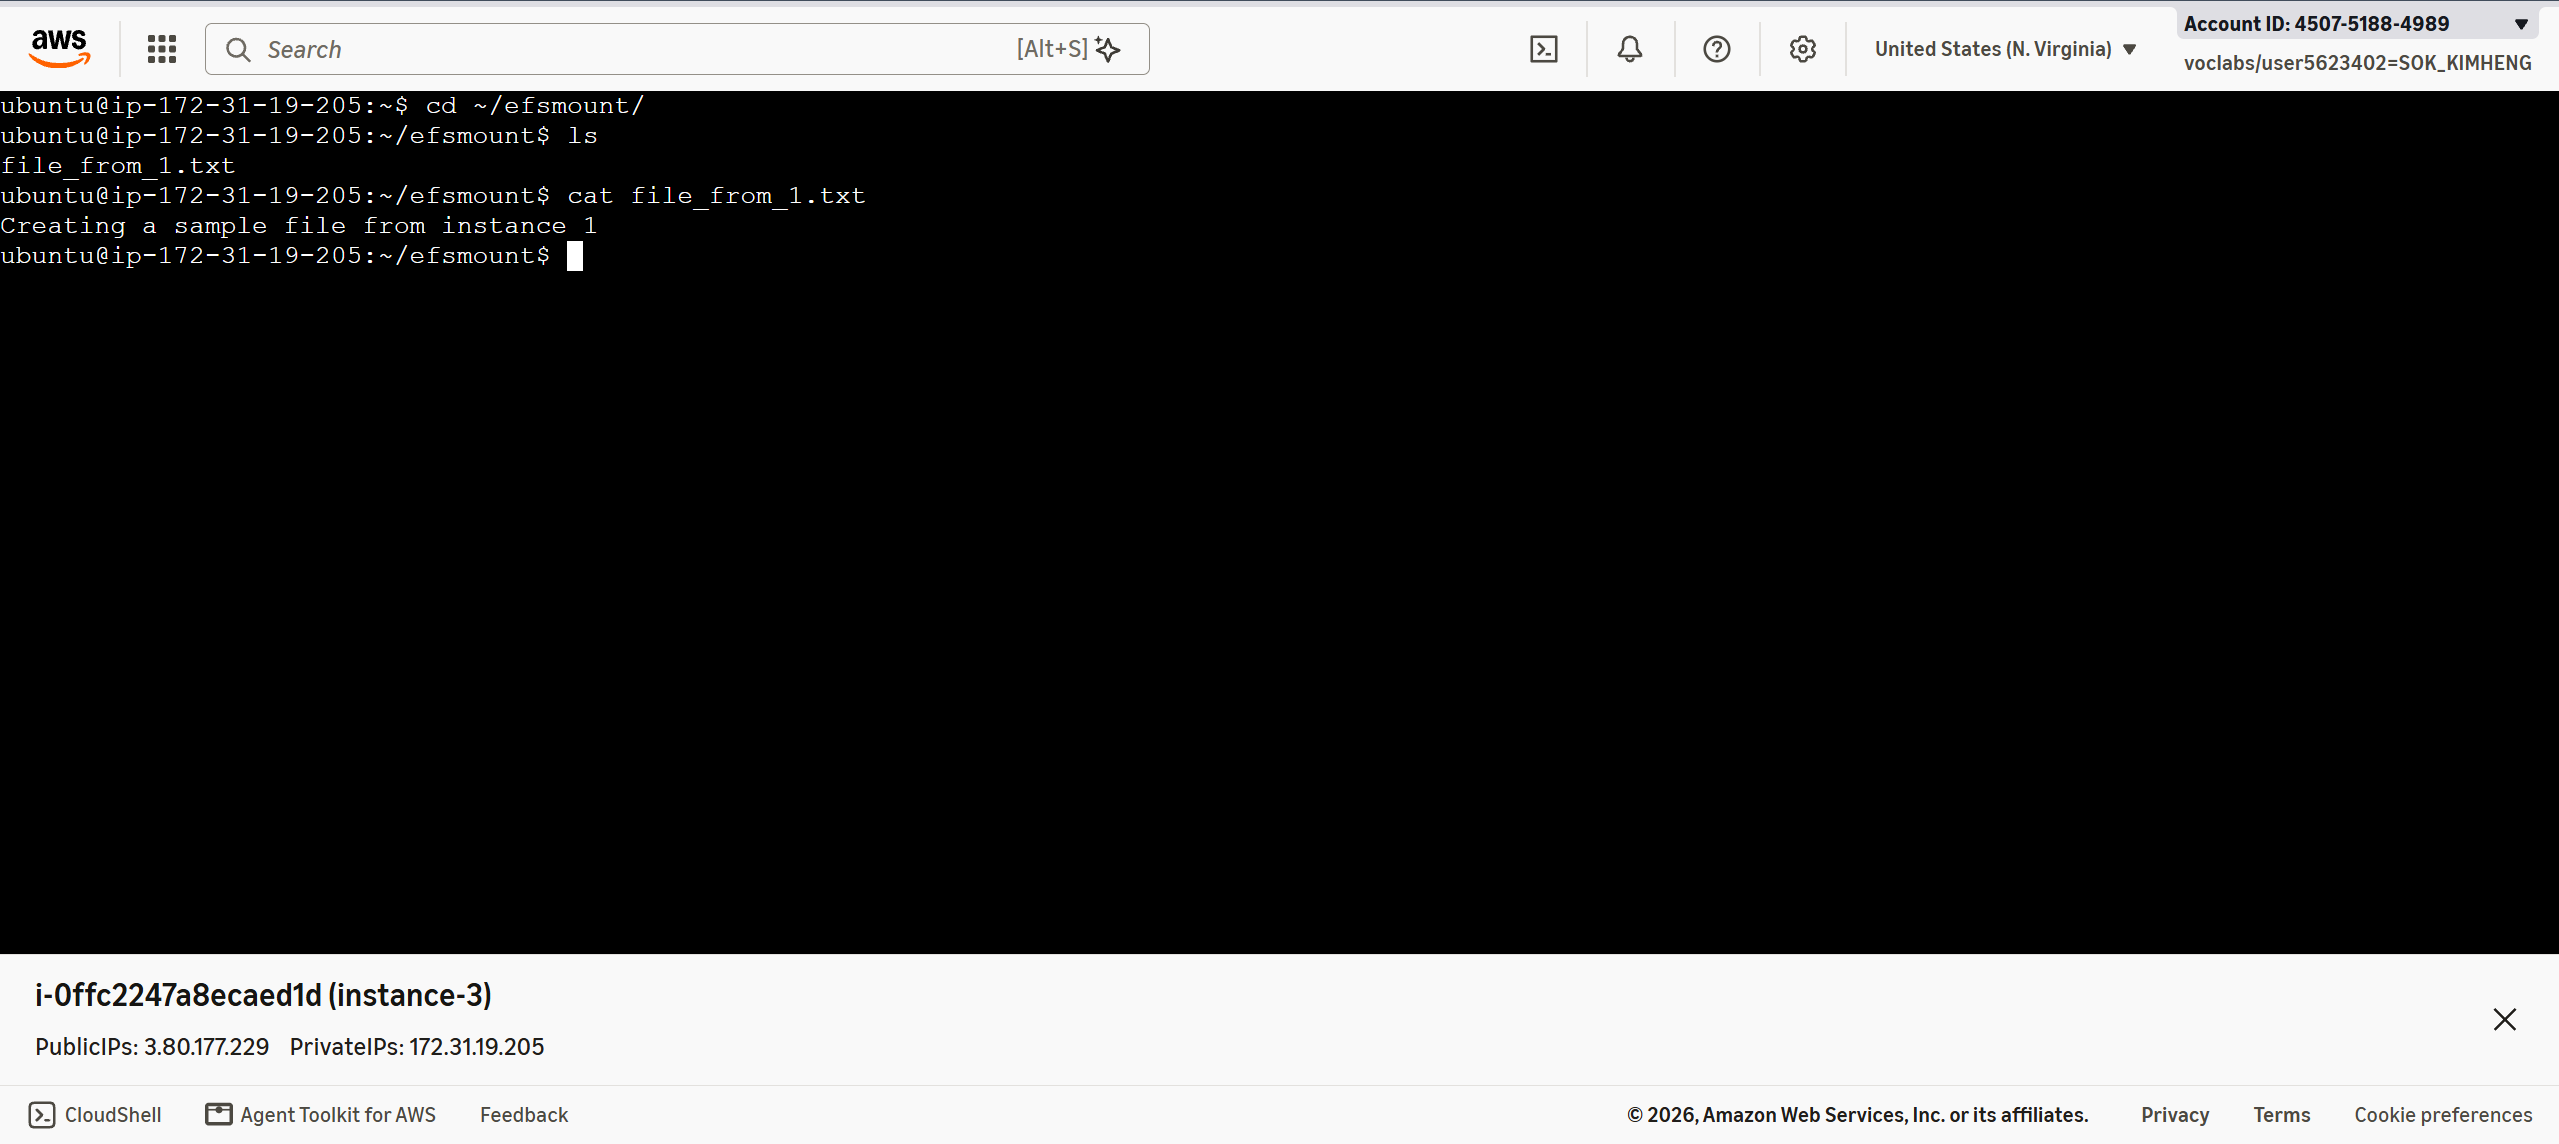 aws
Search
[Alt+S]
United States (N. Virginia)
Account ID: 4507-5188-4989
voclabs/user5623402=SOK_KIMHENG
ubuntu@ip-172-31-19-205:~$ cd ~/efsmount/
ubuntu@ip-172-31-19-205:~/efsmount$ ls
file_from_1.txt
ubuntu@ip-172-31-19-205:~/efsmount$ cat file_from_1.txt
Creating a sample file from instance 1
ubuntu@ip-172-31-19-205:~/efsmount$
i-0ffc2247a8ecaed1d (instance-3)
PublicIPs: 3.80.177.229 PrivateIPs: 172.31.19.205
CloudShell Agent Toolkit for AWS Feedback © 2026, Amazon Web Services, Inc. or its affiliates. Privacy Terms Cookie preferences